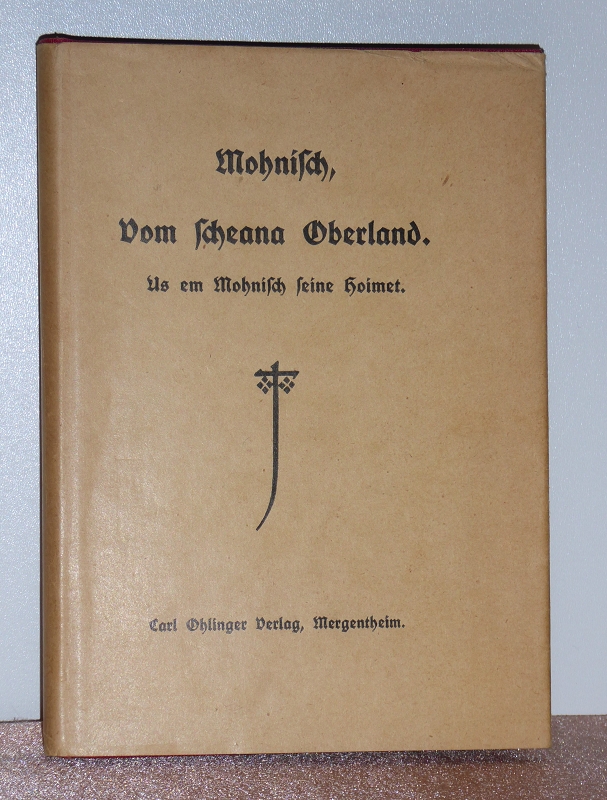 Mohnisch,
Vom scheana Oberland.
Us em Mohnisch seine Hoimet.
Carl Ohlinger Verlag, Mergentheim.